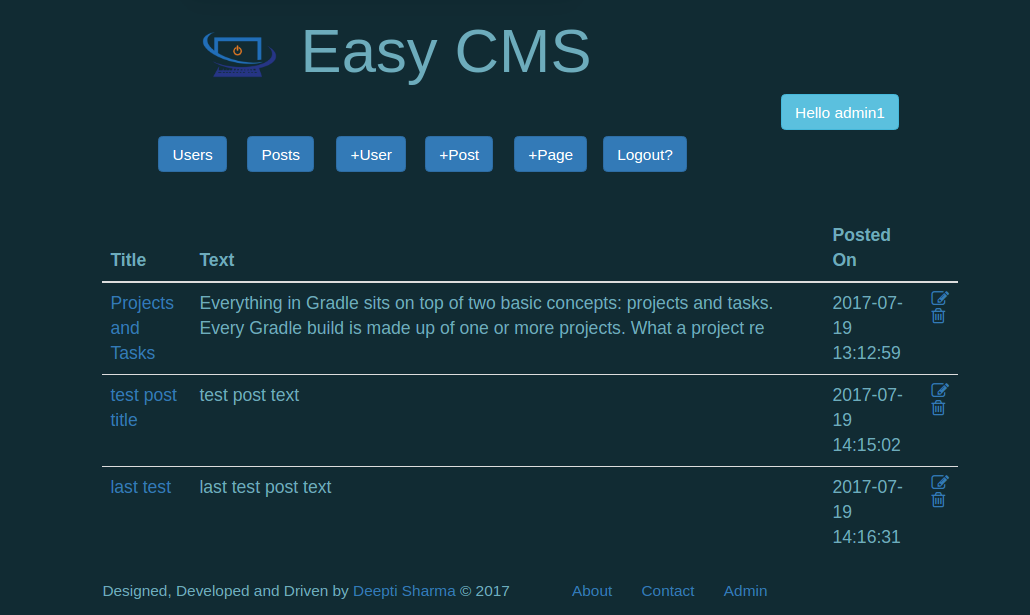 Easy CMS
Hello admin1
Users Posts +User +Post +Page Logout?
Posted
Title Text On
Projects Everything in Gradle sits on top of two basic concepts: projects and tasks. 2017-07-
and Every Gradle build is made up of one or more projects. What a project re 19
Tasks 13:12:59
test post test post text 2017-07-
title 19
14:15:02
last test last test post text 2017-07-
19
14:16:31
Designed, Developed and Driven by Deepti Sharma © 2017 About Contact Admin